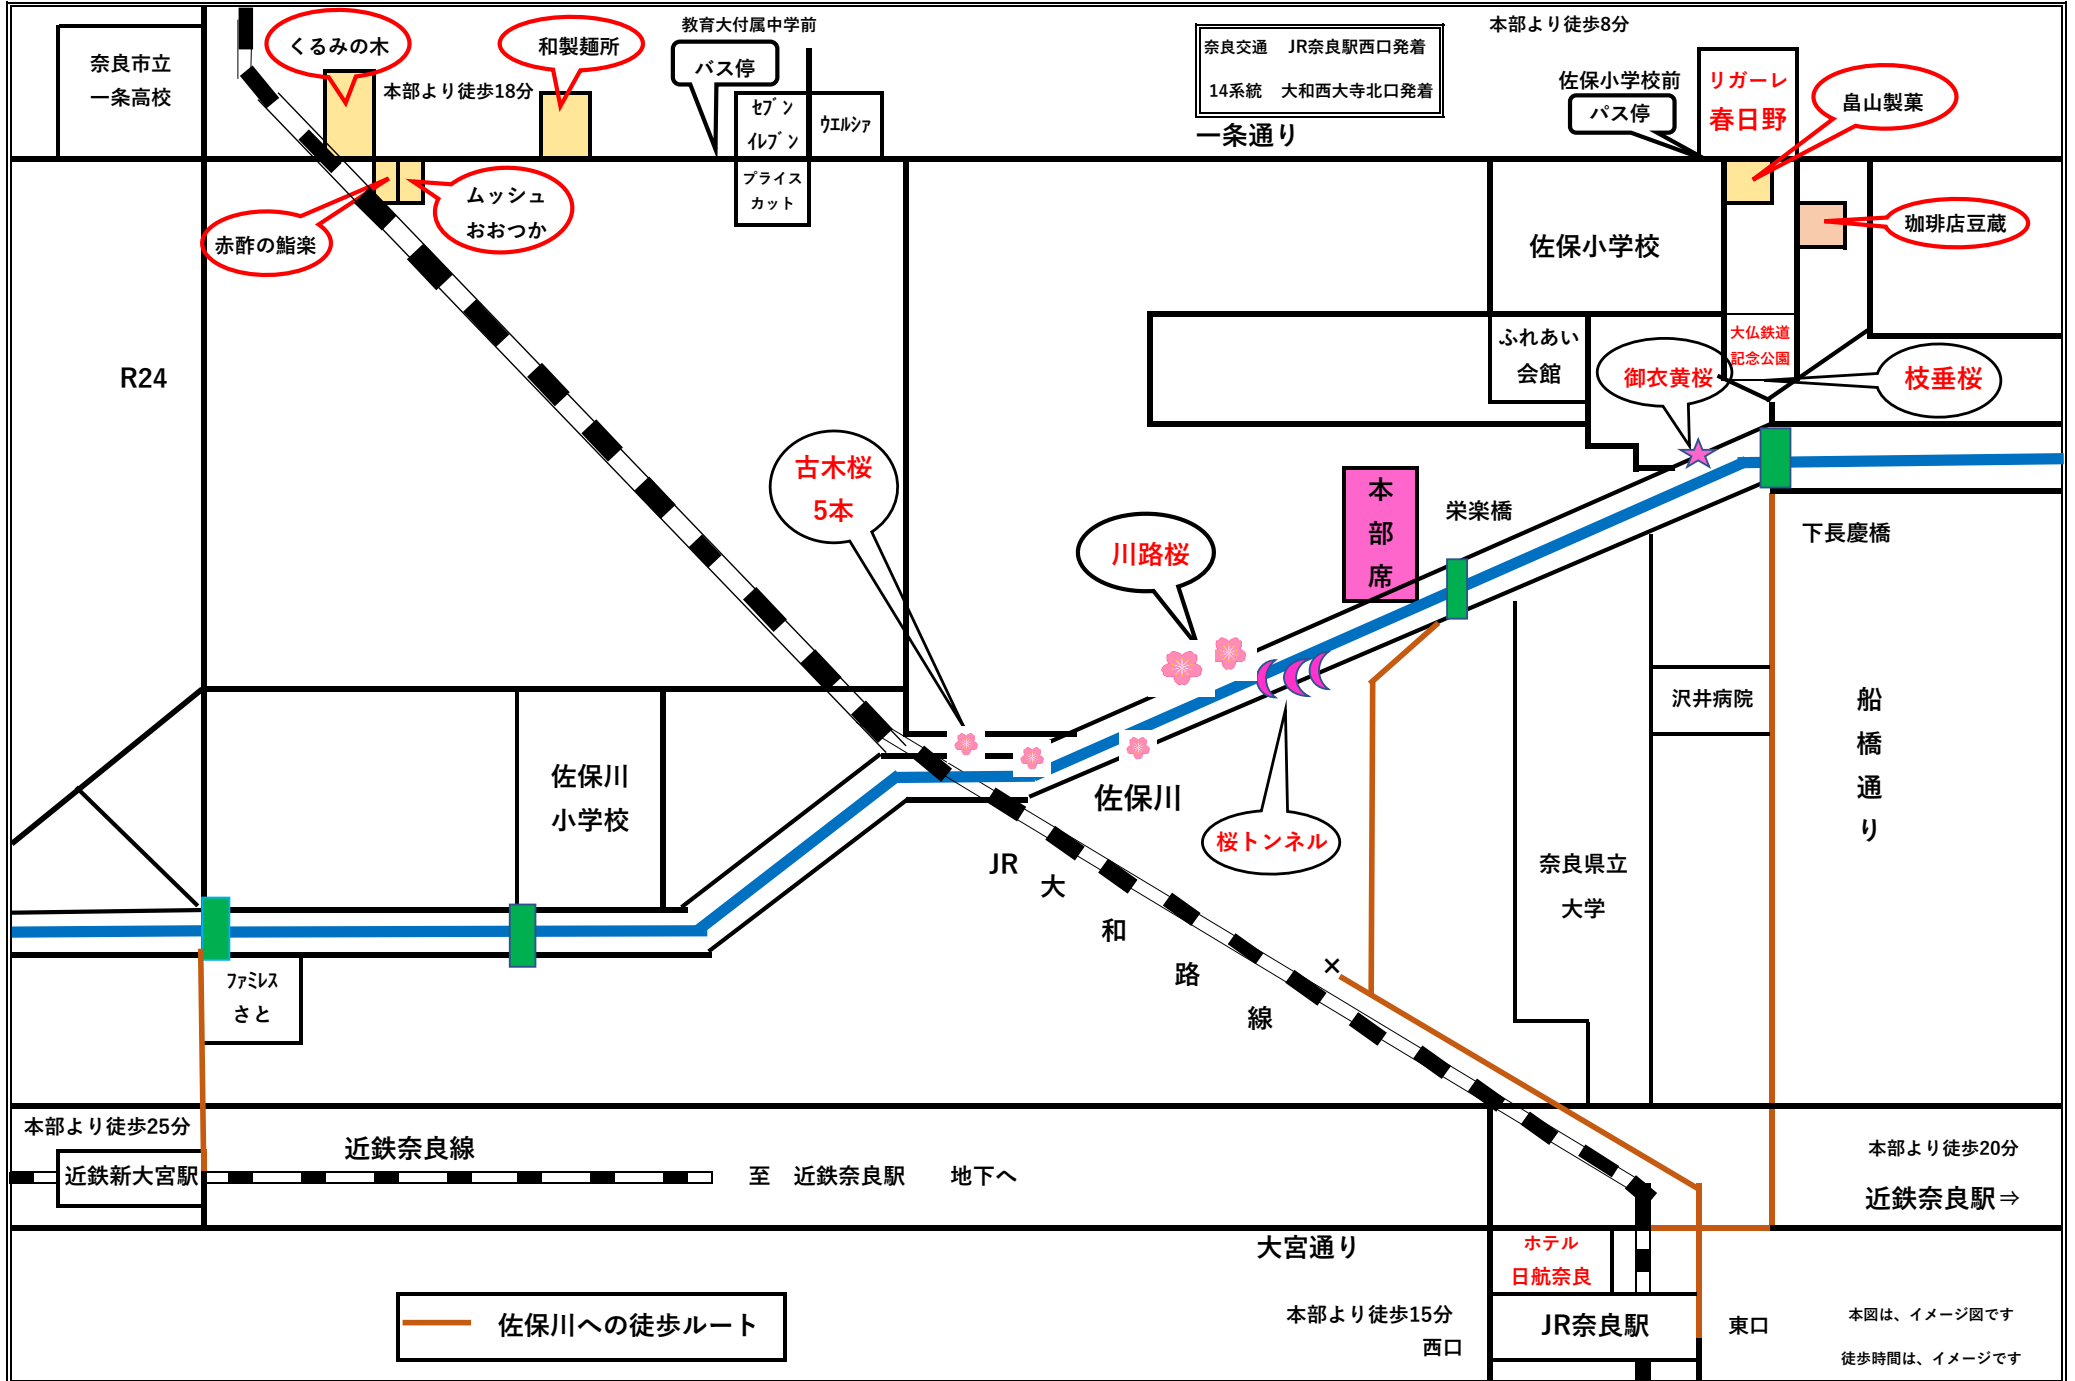 教育大付属中学前
本部より徒歩8分
くるみの木
和製麺所
奈良交通　JR奈良駅西口発着
14系統　大和西大寺北口発着
奈良市立
一条高校
本部より徒歩18分
バス停
ｾﾌﾞﾝ
ｲﾚﾌﾞﾝ
ｳｴﾙｼｧ
佐保小学校前
バス停
リガーレ
春日野
畠山製菓
一条通り
プライス
カット
ムッシュ
おおつか
赤酢の鮨楽
佐保小学校
珈琲店豆蔵
R24
ふれあい
会館
大仏鉄道
記念公園
御衣黄桜
枝垂桜
古木桜
5本
本
部
席
栄楽橋
下長慶橋
川路桜
沢井病院
船
橋
通
り
佐保川
小学校
佐保川
桜トンネル
JR
大
和
路
線
奈良県立
大学
×
ﾌｧﾐﾚｽ
さと
本部より徒歩25分
近鉄新大宮駅
近鉄奈良線
至　近鉄奈良駅　地下へ
本部より徒歩20分
近鉄奈良駅⇒
大宮通り
ホテル
日航奈良
佐保川への徒歩ルート
本部より徒歩15分
西口
JR奈良駅
東口
本図は、イメージ図です
徒歩時間は、イメージです